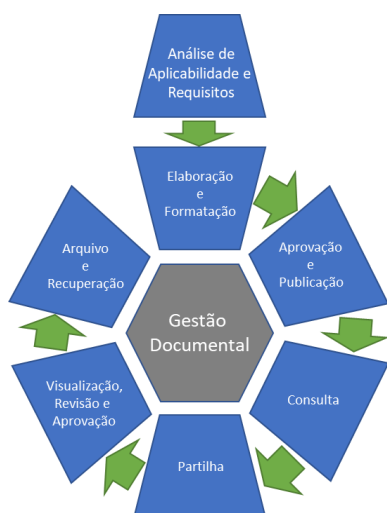 Análise de
Aplicabilidade e
Requisitos
Elaboração
e
Formatação
Aprovação
e
Publicação
Consulta
Partilha
Visualização,
Revisão e
Aprovação
Arquivo
e
Recuperação
Gestão
Documental